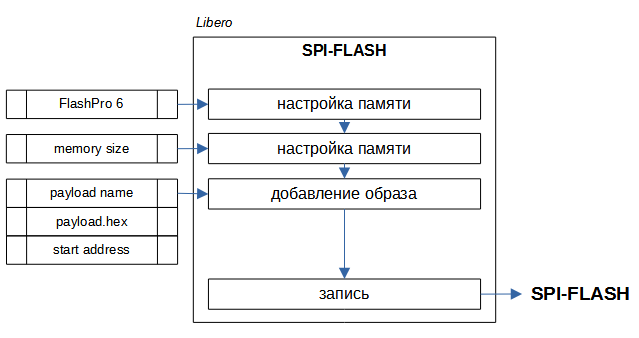 Libero
SPI-FLASH
FlashPro 6
настройка памяти
memory size
настройка памяти
payload name
добавление образа
payload.hex
start address
запись
SPI-FLASH